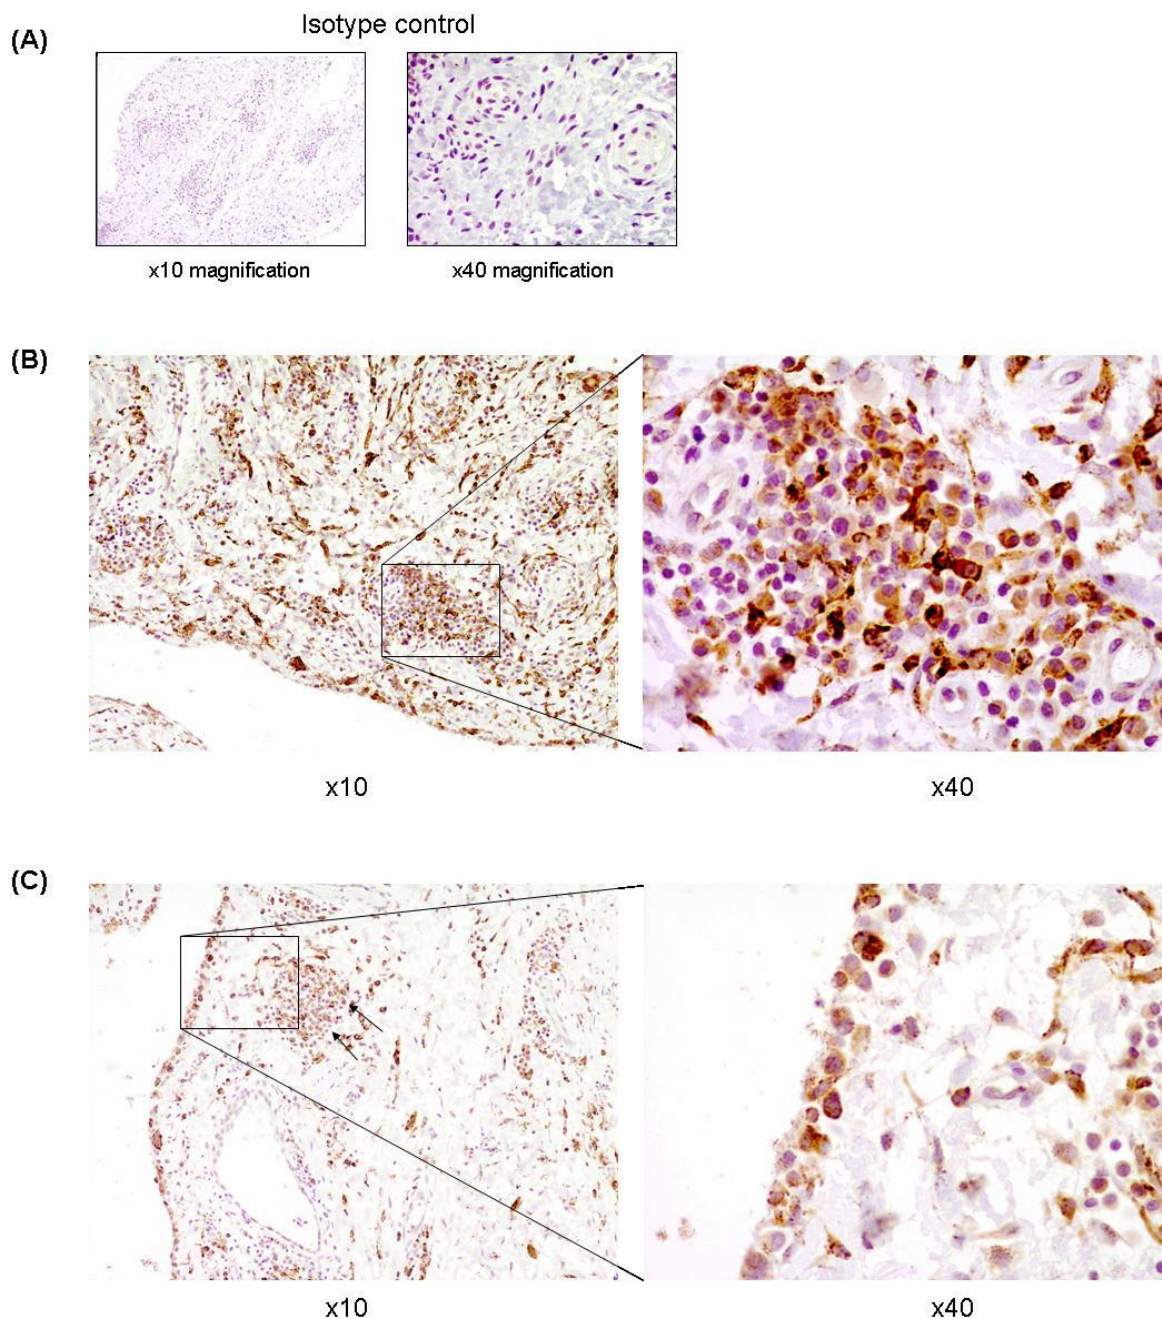 (A)
Isotype control
x10 magnification
x40 magnification
(B)
x10
x40
(C)
x10
x40